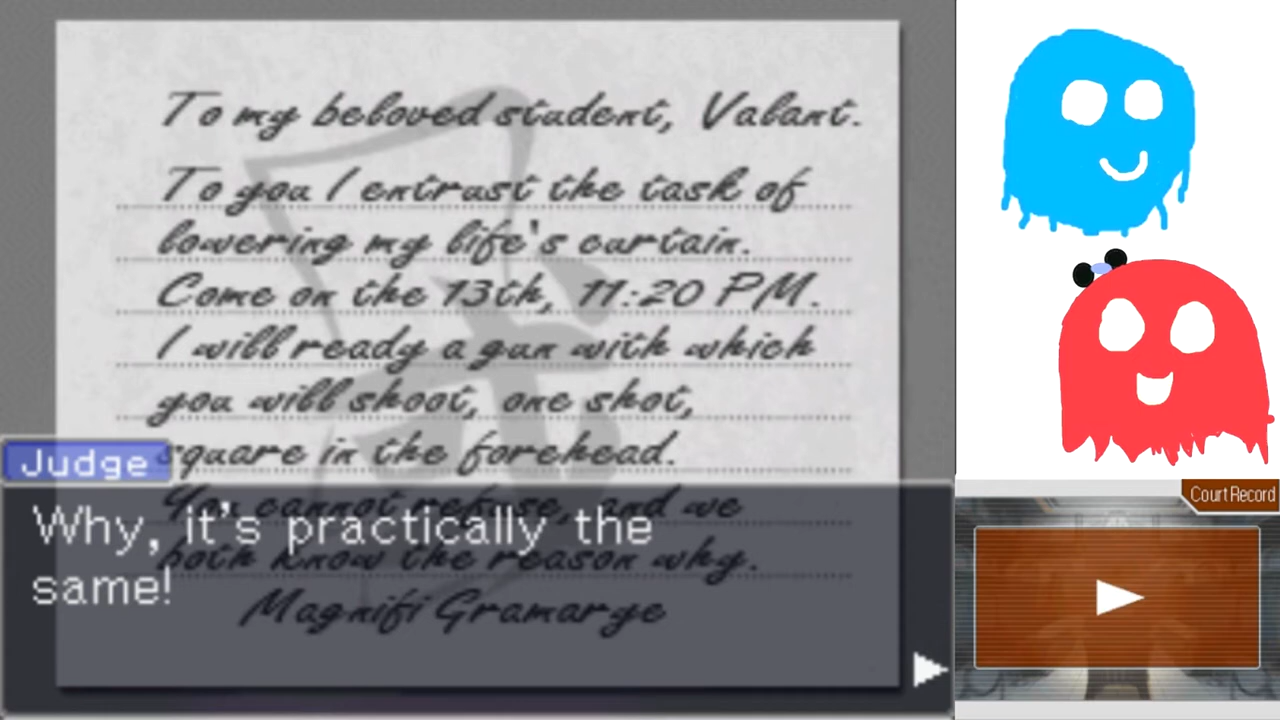 To my beloved student, Valant.
To you I entrust the task of
lowering my life's curtain.
Come on the 13th, 11:20 PM.
I will ready a gun with which
you will shoot, one shot,
square in the forehead.
You cannot refuse, and we
both know the reason why.
Magnifi Gramarye
Judge
Why, it's practically the
same!
Court Record